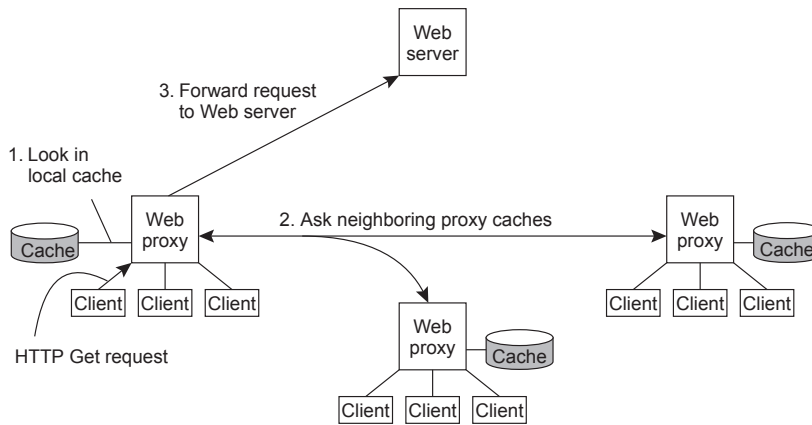 Web
server
3. Forward request
to Web server
1. Look in
local cache
Web
proxy
Cache
2. Ask neighboring proxy caches
Web
proxy
Cache
Client
Client
Client
Client
Client
Client
HTTP Get request
Web
proxy
Cache
Client
Client
Client